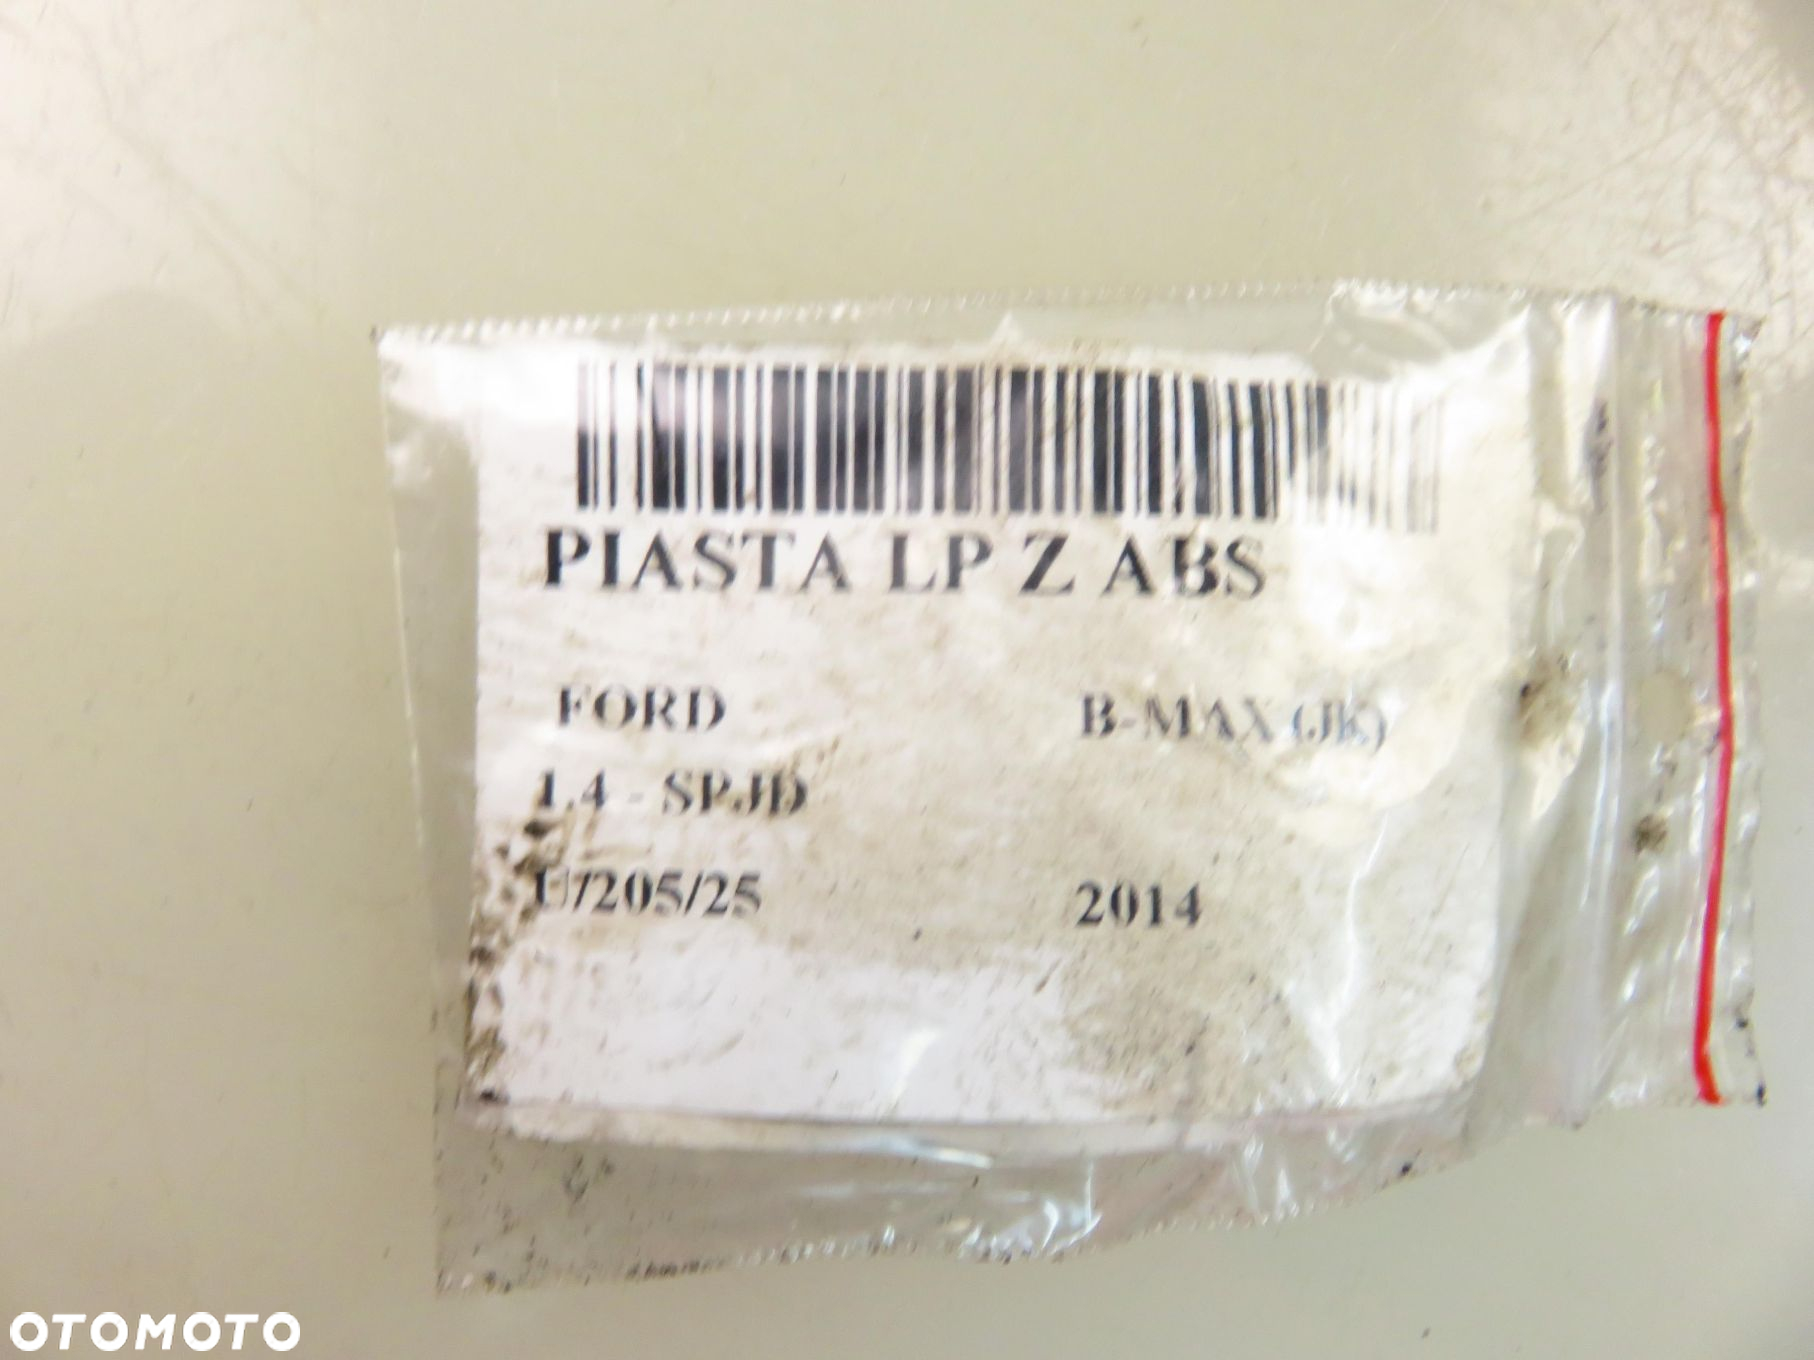 PIASTA LP Z ABS
FORD B-MAX (JK)
1.4 - SPJD
U/205/25 2014
OTOMOTO